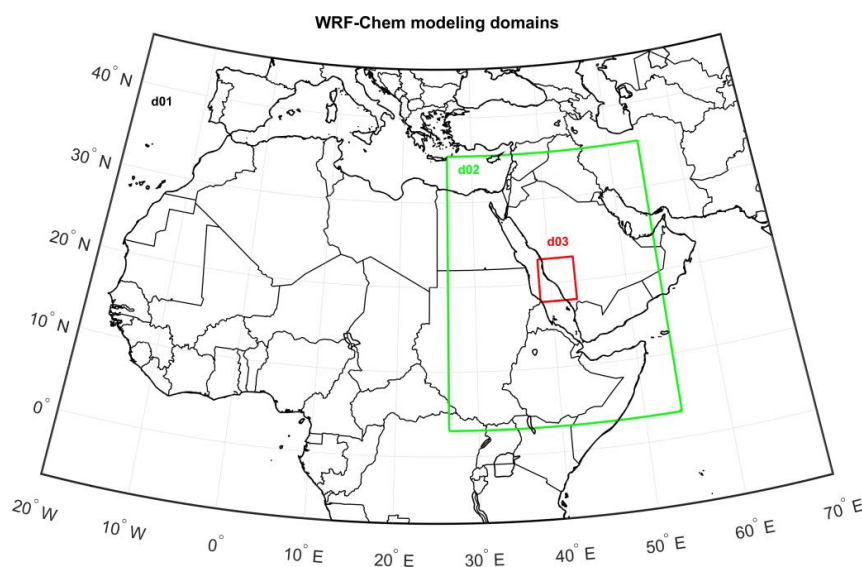 WRF-Chem modeling domains
40° N
d01
30° N
d02
20° N
d03
10° N
0°
20° W
10° W
0°
10° E
20° E
30° E
40° E
50° E
60° E
70° E